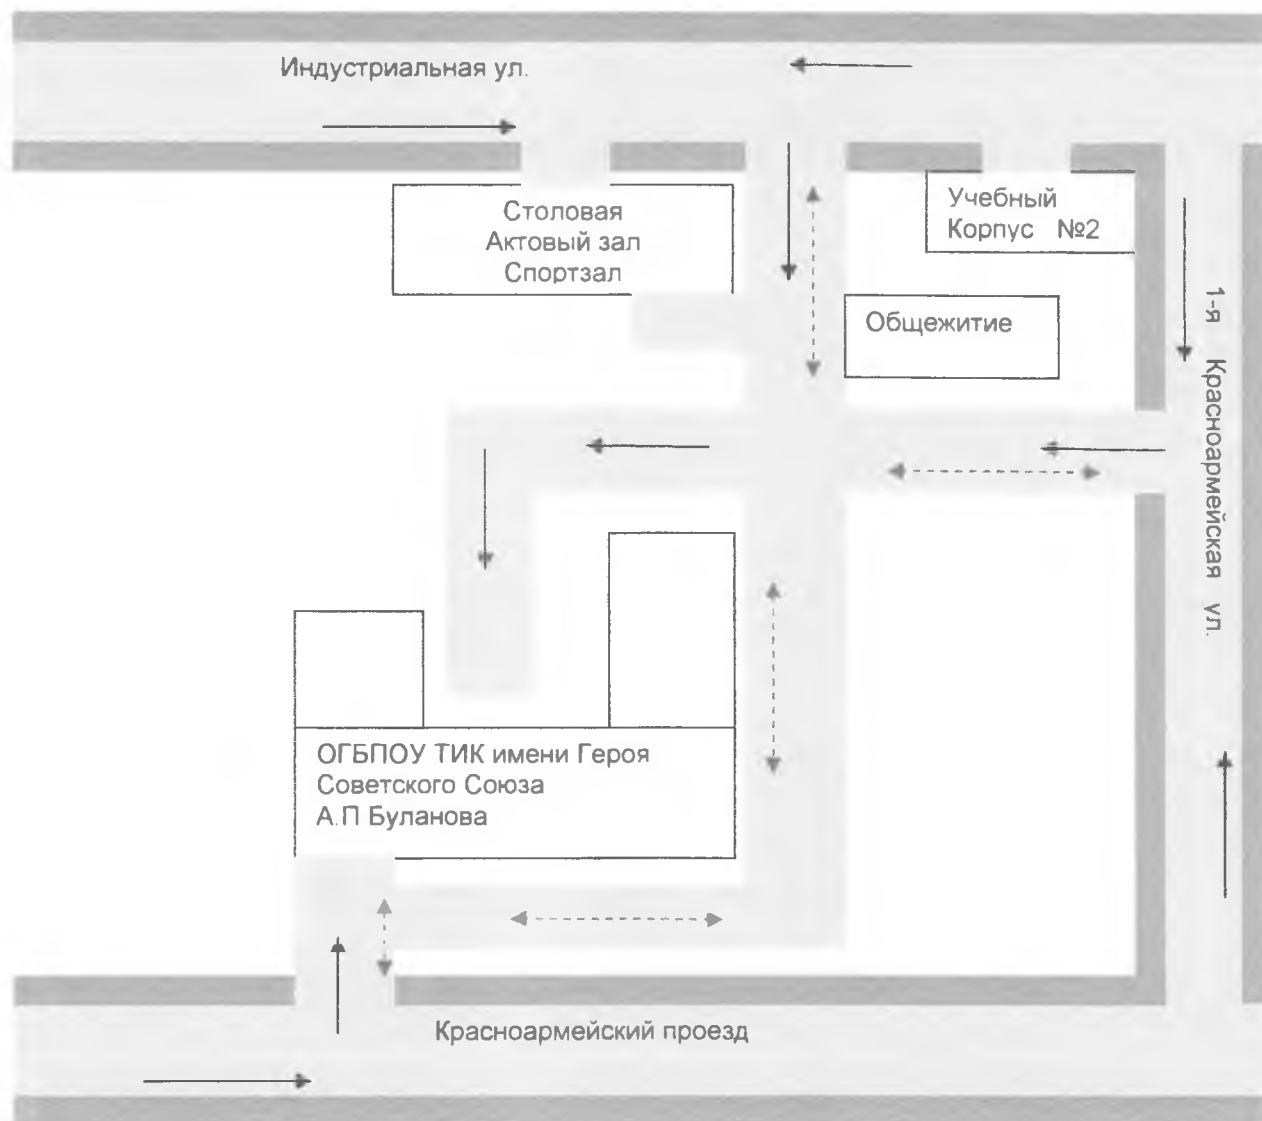 Индустриальная ул.
Столовая
Актовый зал
Спортзал
Учебный
Корпус №2
Общежитие
1-я Красноармейская ул.
ОГБПОУ ТИК имени Героя
Советского Союза
А.П Буланова
Красноармейский проезд